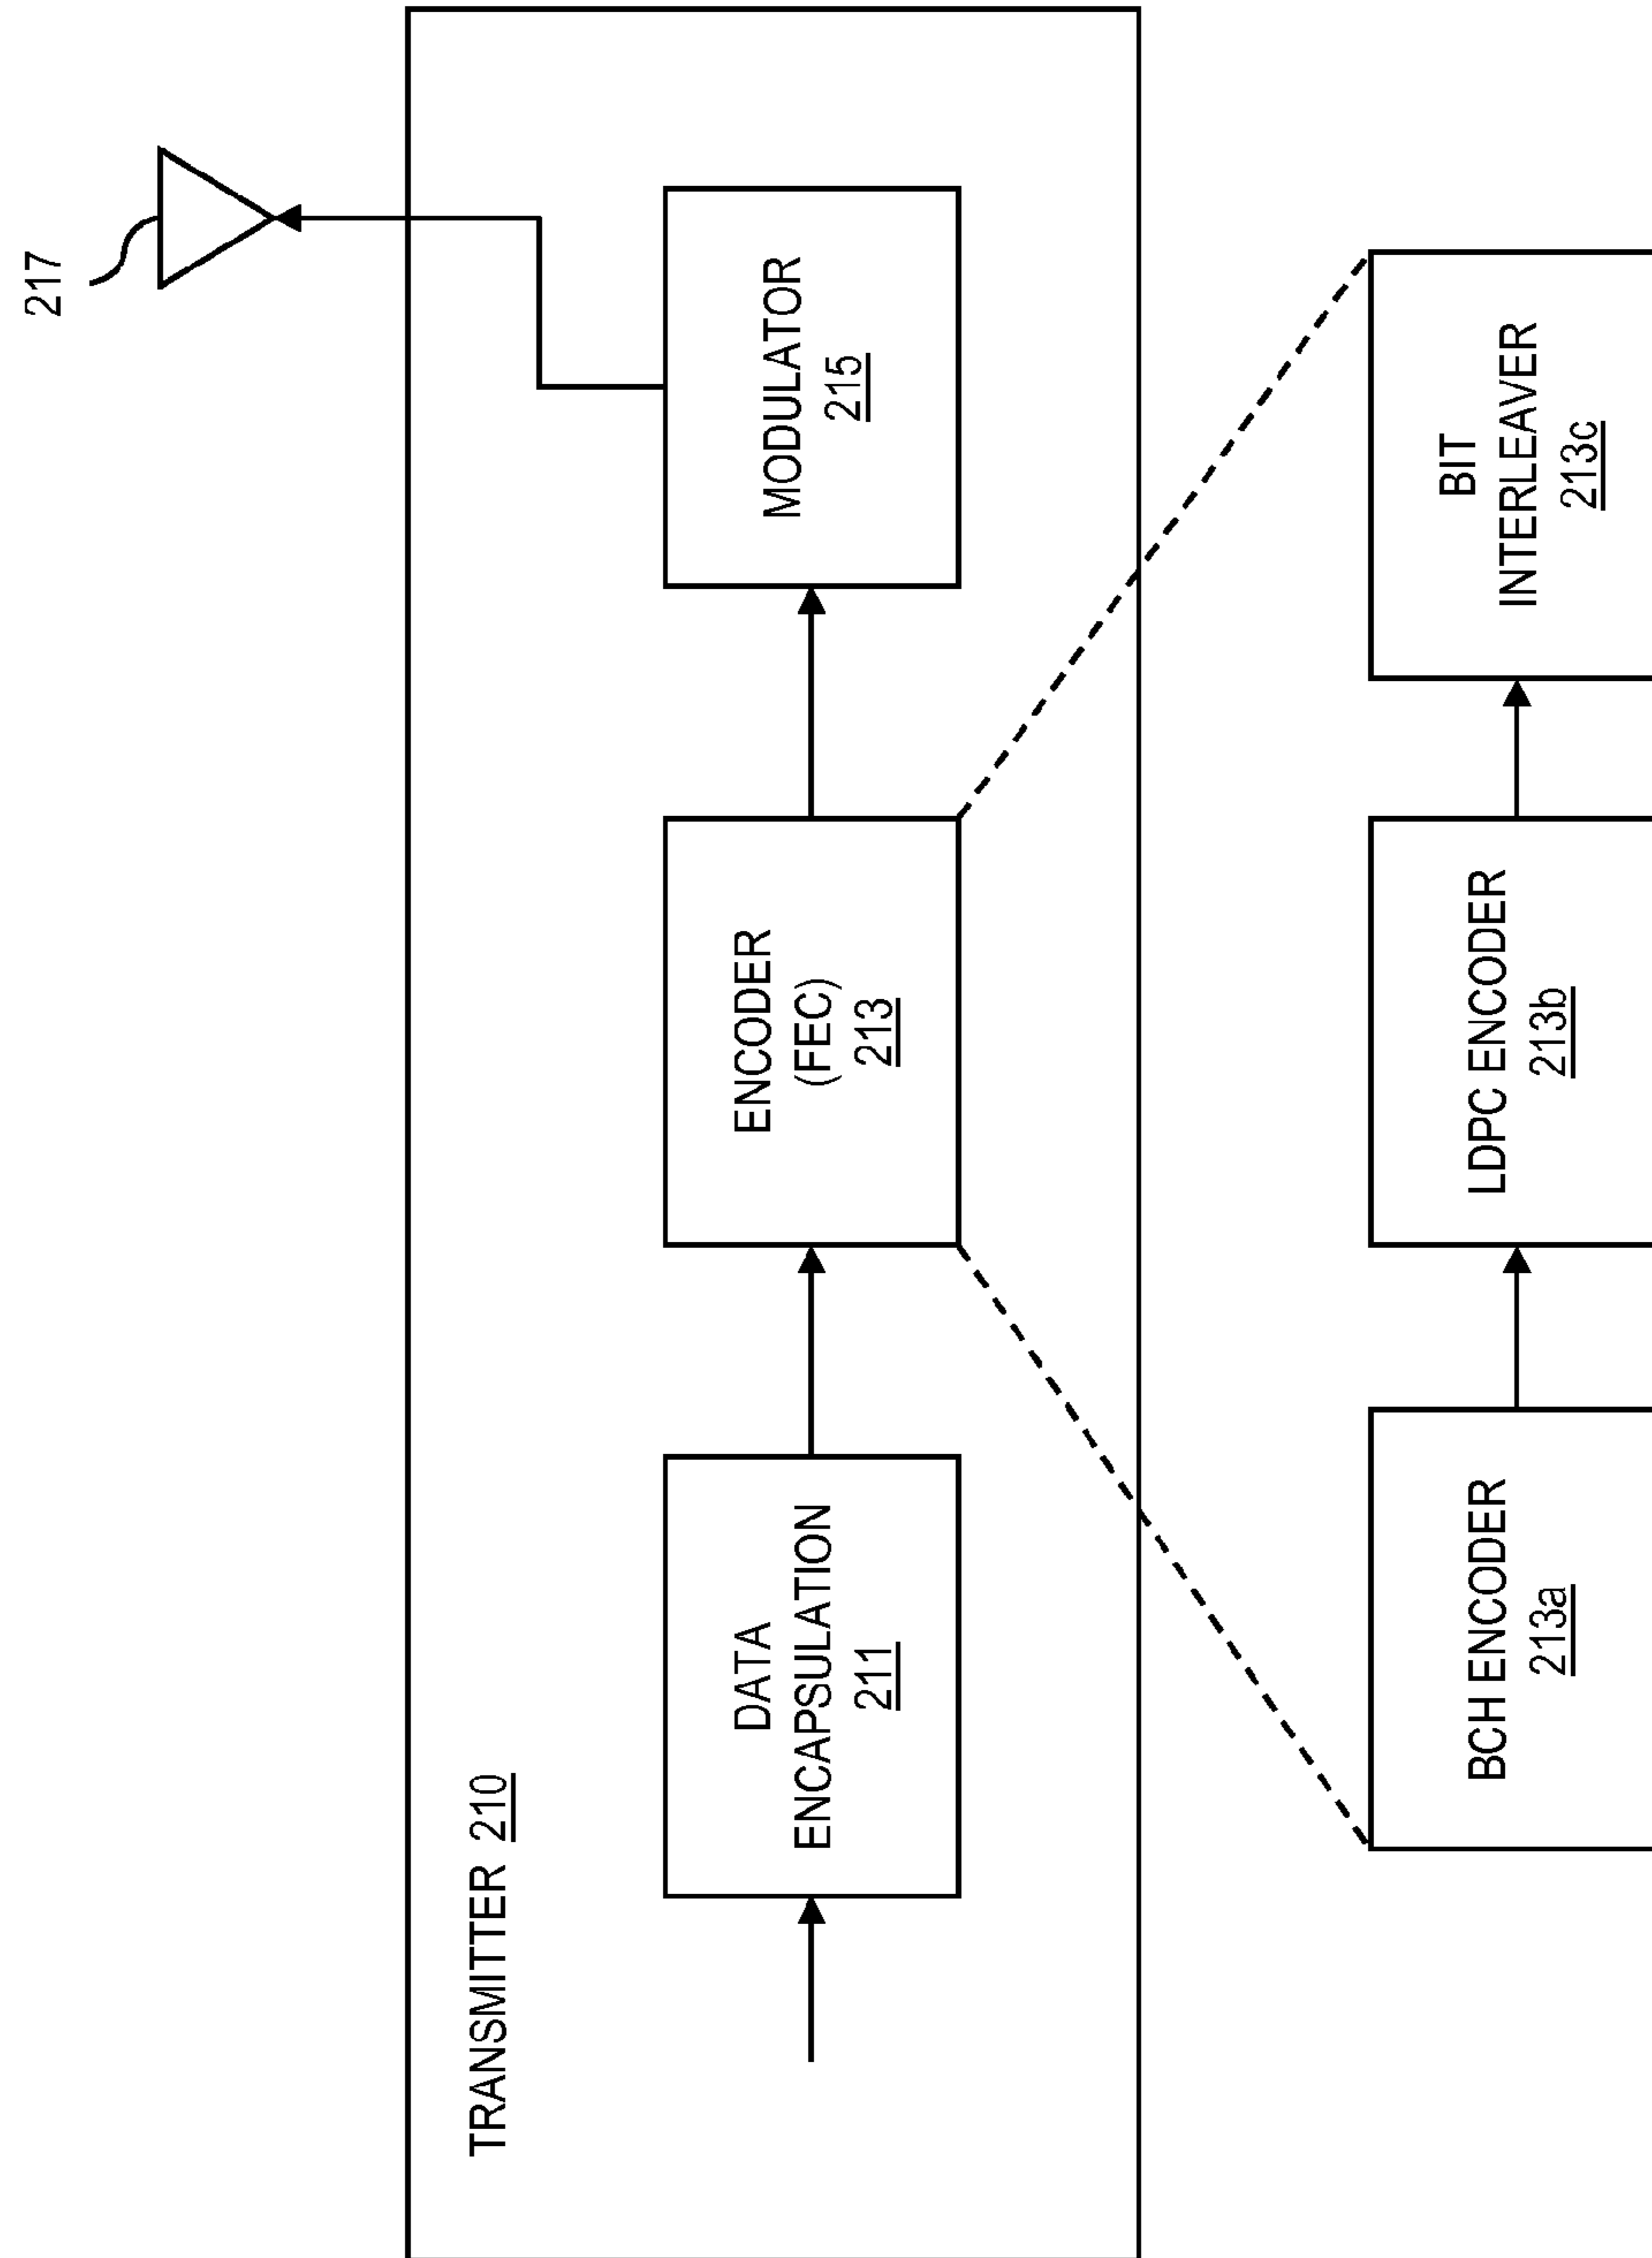 217
TRANSMITTER 210
DATA
ENCAPSULATION
211
ENCODER
(FEC)
213
MODULATOR
215
BCH ENCODER
213a
LDPC ENCODER
213b
BIT
INTERLEAVER
213c